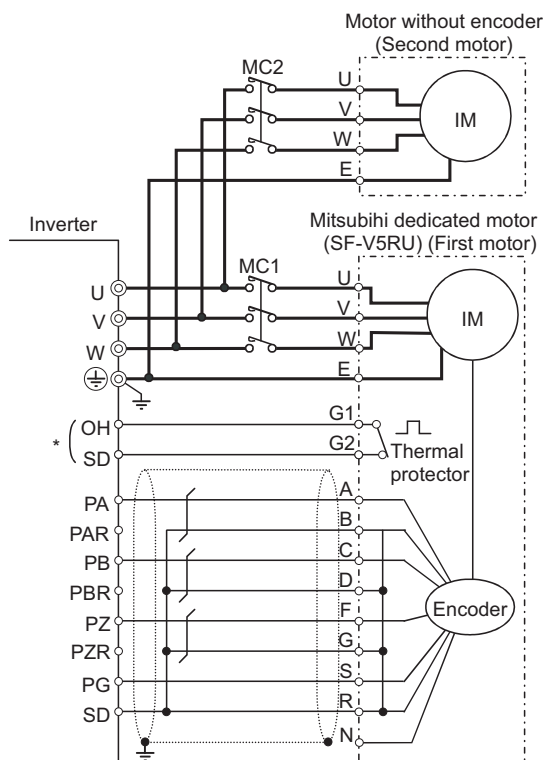 Motor without encoder
(Second motor)
MC2
U
V
IM
W
E
Inverter
Mitsubihi dedicated motor
(SF-V5RU) (First motor)
MC1
U
U
V
V
IM
W
W
E
OH
G1
*
SD
G2
Thermal
protector
PA
A
PAR
B
PB
C
PBR
D
Encoder
PZ
F
PZR
G
PG
S
SD
R
N